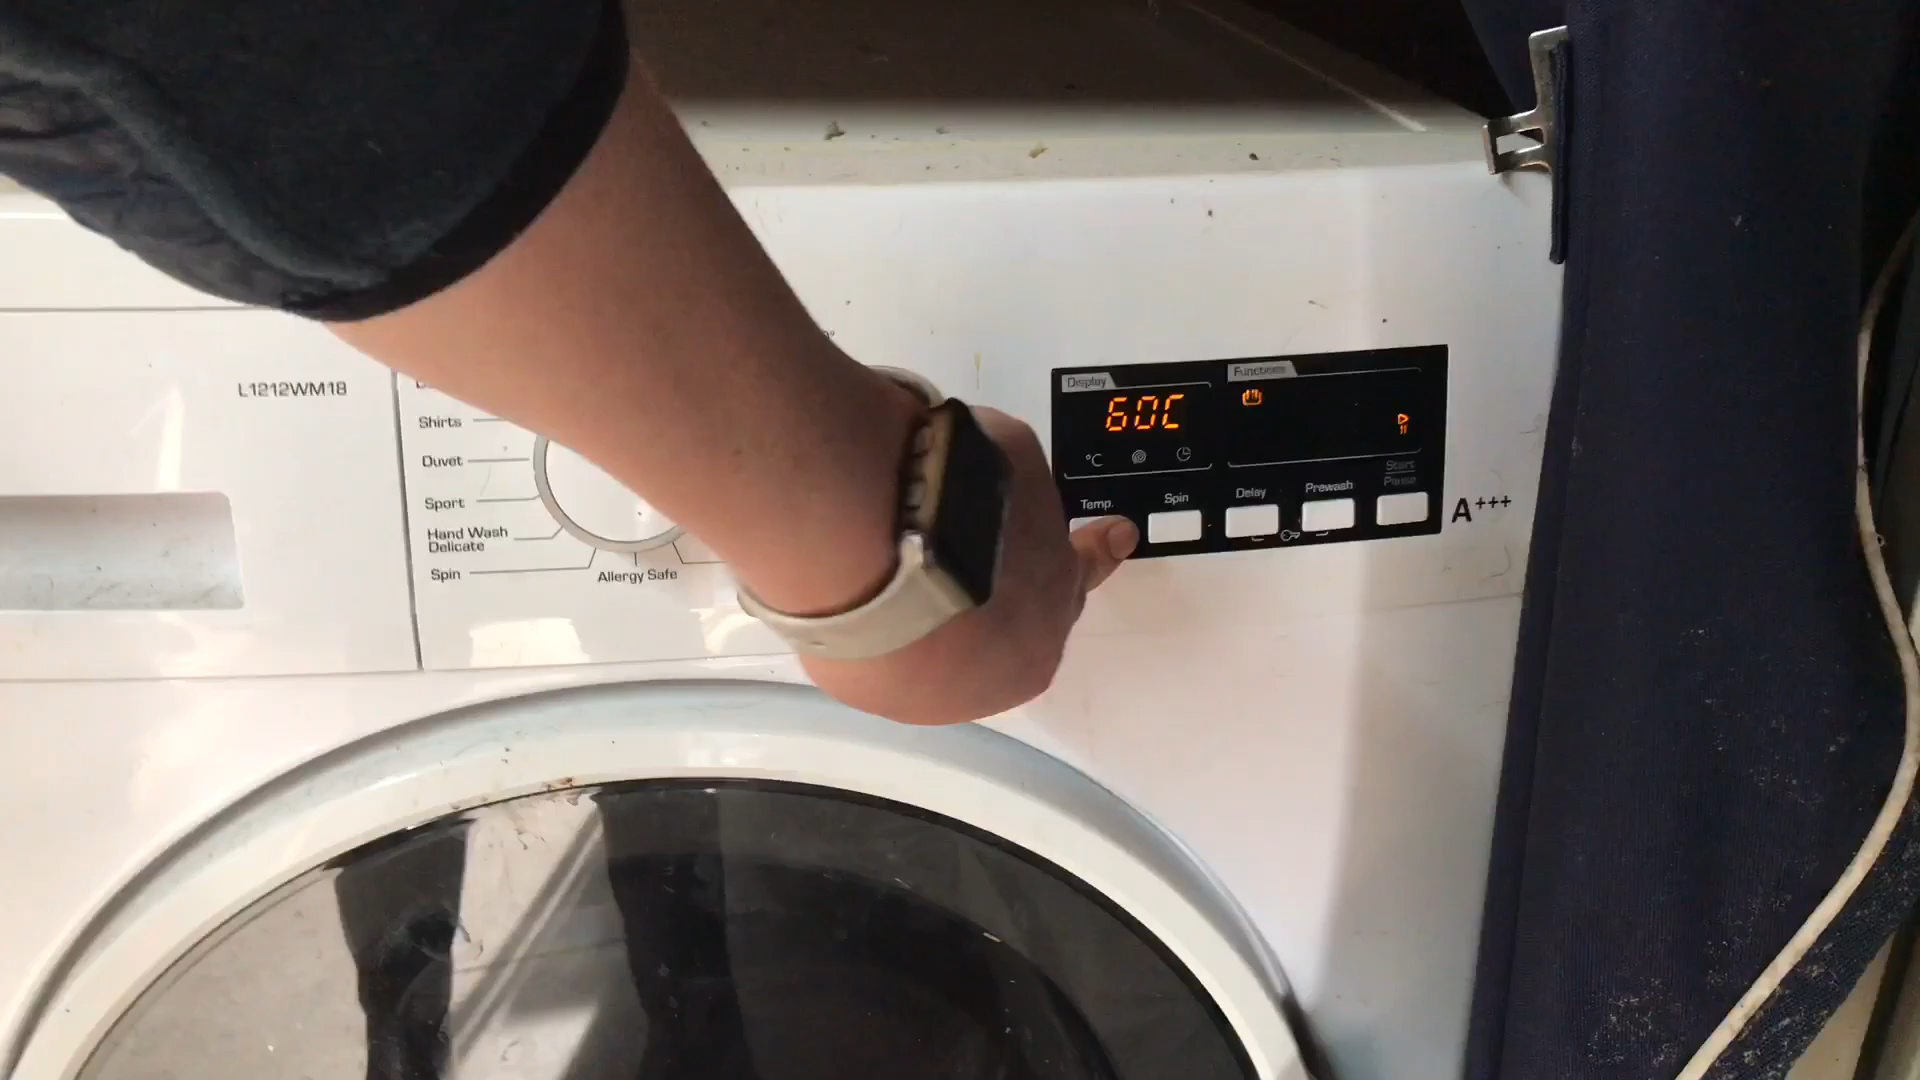 L1212WM18
Shirts
Duvet
Sport
Hand Wash
Delicate
Spin
Allergy Safe
Display
Functions
60C
°C
Temp.
Spin
Delay
Prewash
Start
Pause
A+++